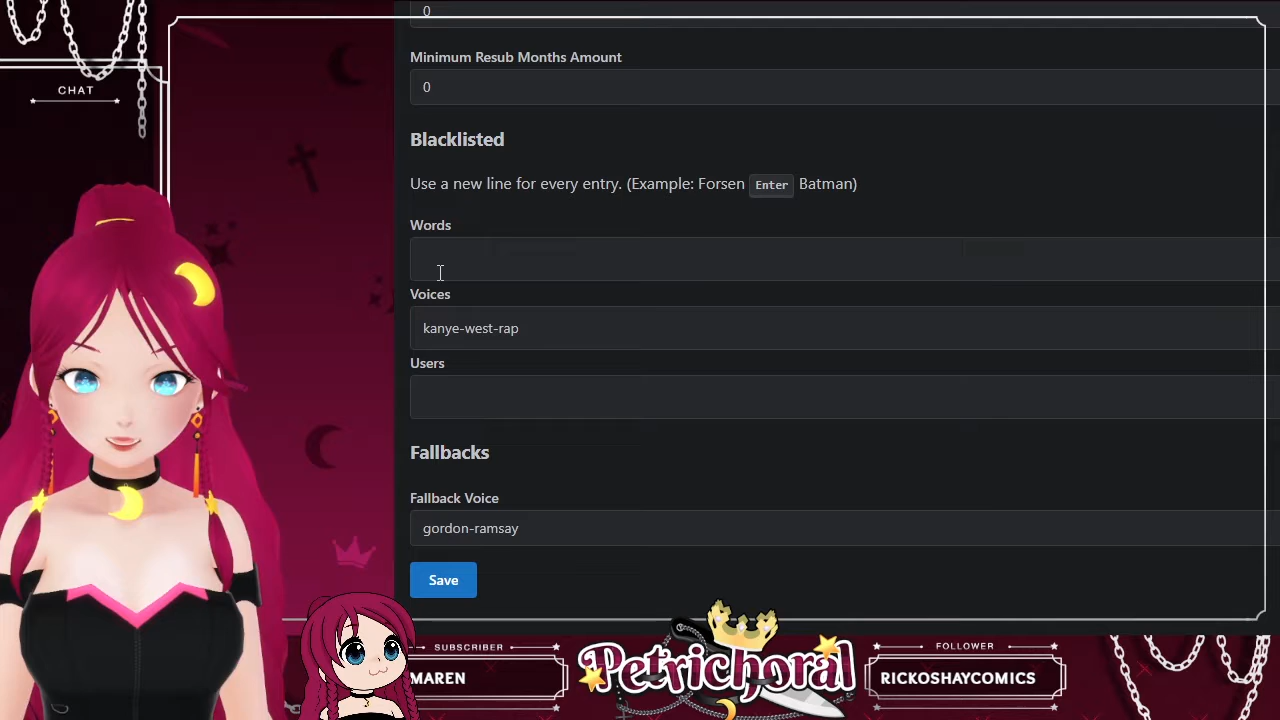 0
Minimum Resub Months Amount
CHAT
0
Blacklisted
Use a new line for every entry. (Example: Forsen Enter Batman)
Words
Voices
kanye-west-rap
Users
Fallbacks
Fallback Voice
gordon-ramsay
Save
SUBSCRIBER
MAREN
Petrichoral
FOLLOWER
RICKOSHAYCOMICS